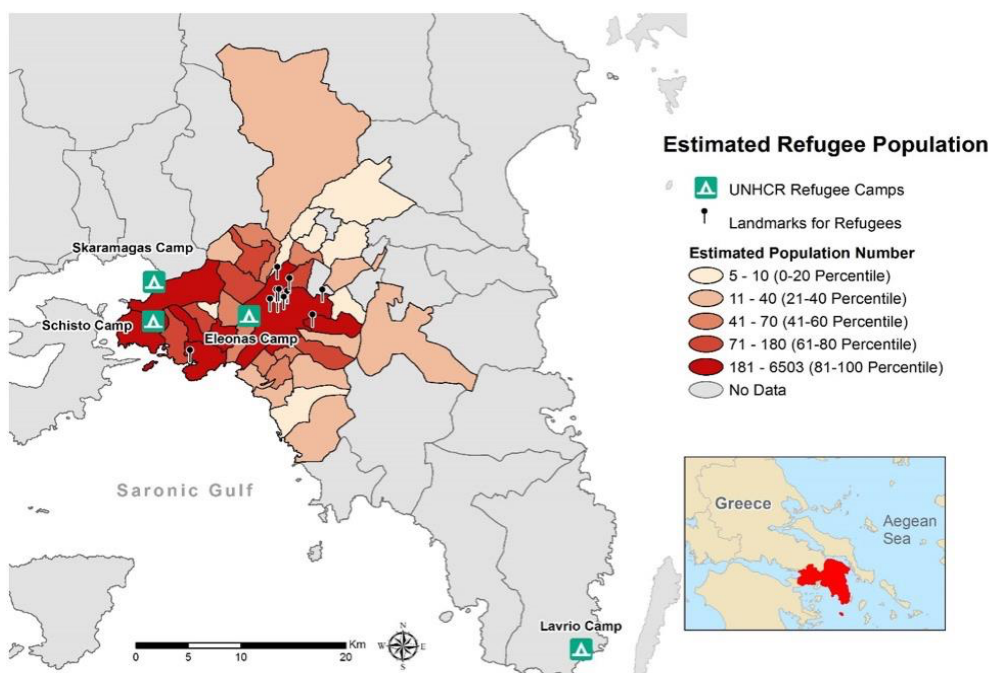 Estimated Refugee Population
UNHCR Refugee Camps
Landmarks for Refugees
Estimated Population Number
5 - 10 (0-20 Percentile)
11 - 40 (21-40 Percentile)
41 - 70 (41-60 Percentile)
71 - 180 (61-80 Percentile)
181 - 6503 (81-100 Percentile)
No Data
Skaramagas Camp
Schisto Camp
Eleonas Camp
Saronic Gulf
Lavrio Camp
0 5 10 20
Km
N
W E
S
Greece
Aegean
Sea